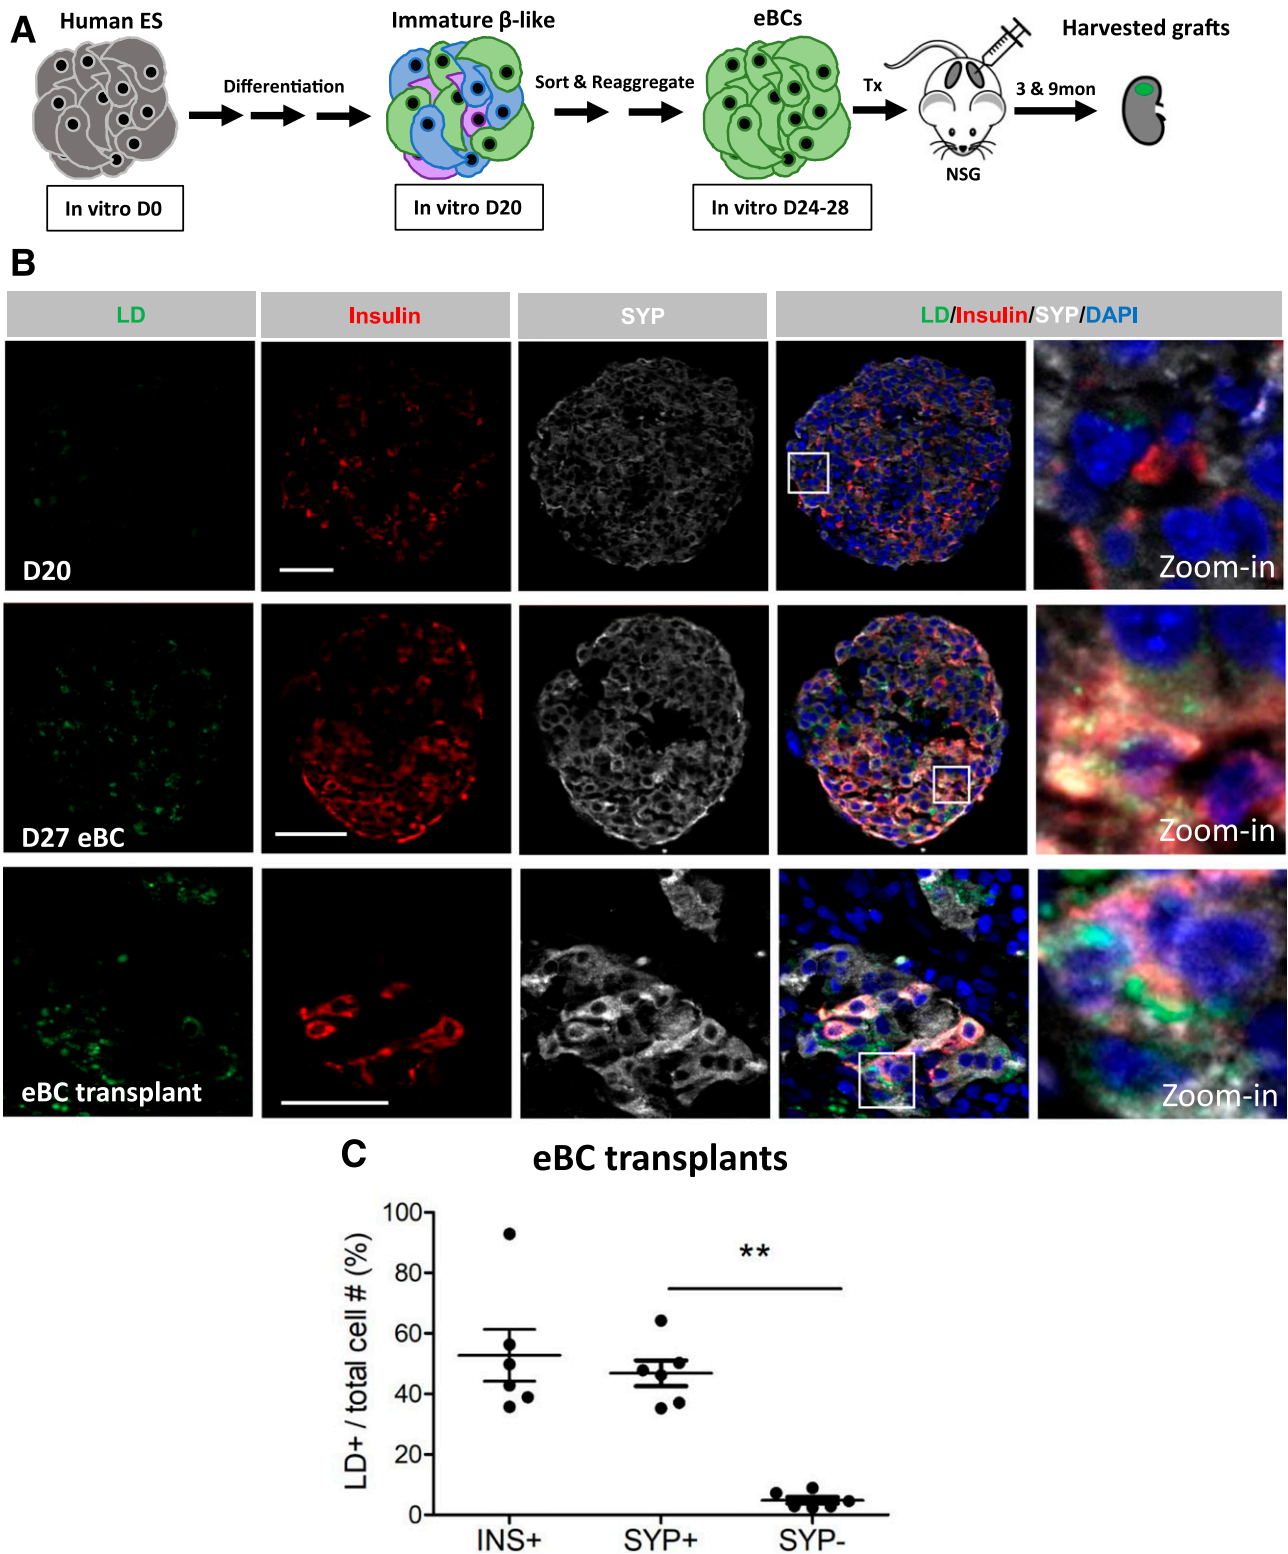 A
Human ES
Immature β-like
eBCs
Harvested grafts
Differentiation
Sort & Reaggregate
Tx
3 & 9mon
NSG
In vitro D0
In vitro D20
In vitro D24-28
B
LD
Insulin
SYP
LD/Insulin/SYP/DAPI
D20
Zoom-in
D27 eBC
Zoom-in
eBC transplant
Zoom-in
C
eBC transplants
LD+ / total cell # (%)
100
80
60
40
20
0
**
INS+
SYP+
SYP-